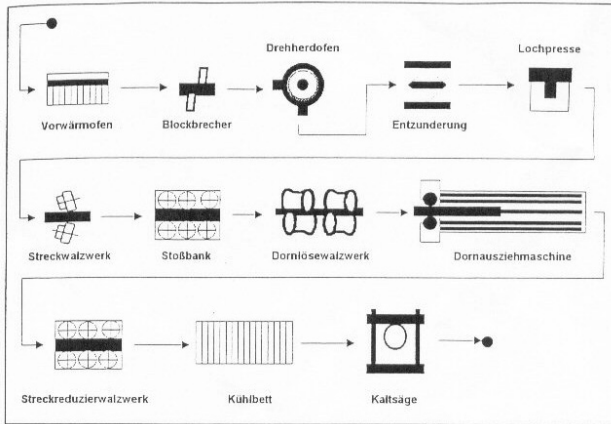 Drehherdofen
Lochpresse
Vorwärmofen
Blockbrecher
Entzunderung
Streckwalzwerk
Stoßbank
Dornlösewalzwerk
Dornausziehmaschine
Streckreduzierwalzwerk
Kühlbett
Kaltsäge